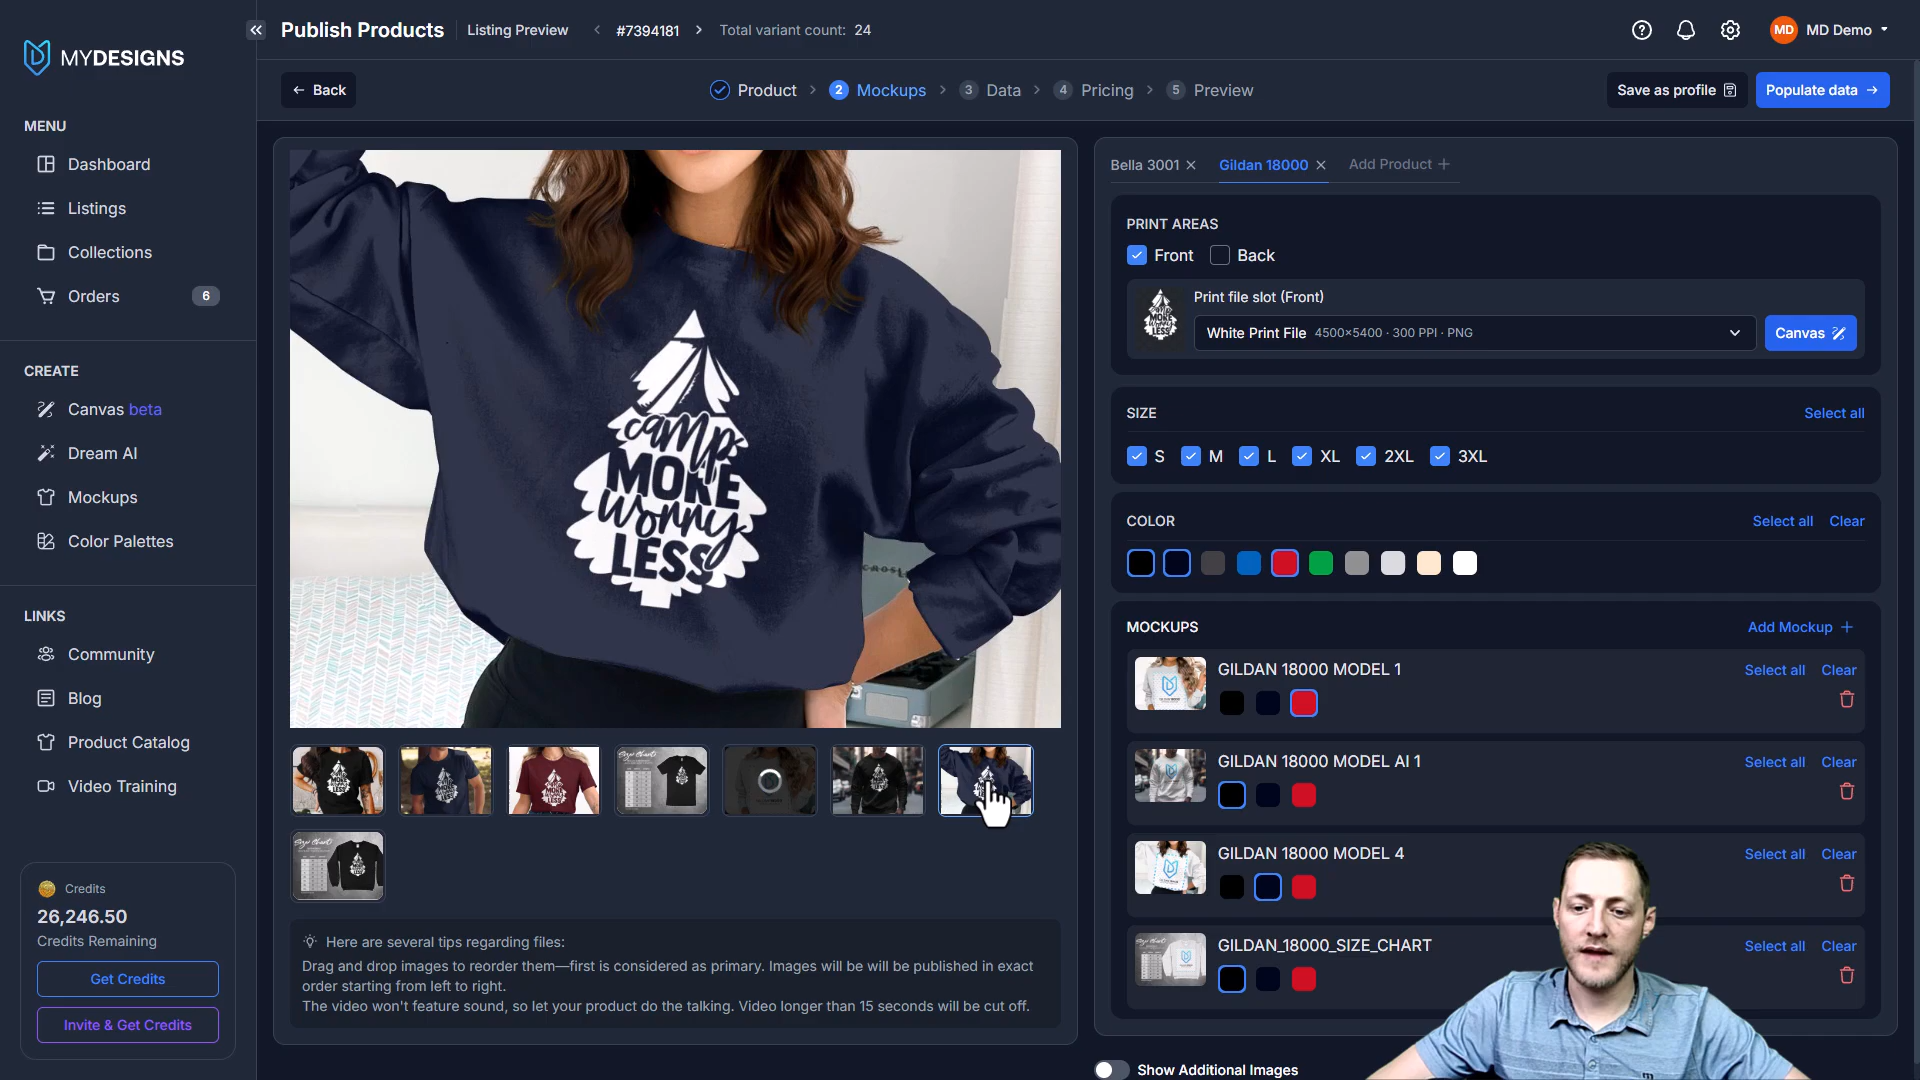 MYDESIGNS
MENU
Dashboard
Listings
Collections
Orders 6
CREATE
Canvas beta
Dream AI
Mockups
Color Palettes
LINKS
Community
Blog
Product Catalog
Video Training
Credits
26,246.50
Credits Remaining
Get Credits
Invite & Get Credits
Publish Products
Listing Preview
#7394181
Total variant count: 24
MD
MD Demo
Back
Product
2 Mockups
3 Data
4 Pricing
5 Preview
Save as profile
Populate data
camp
MORE
Worry
LESS
CROSL
Here are several tips regarding files:
Drag and drop images to reorder them—first is considered as primary. Images will be will be published in exact
order starting from left to right.
The video won't feature sound, so let your product do the talking. Video longer than 15 seconds will be cut off.
Bella 3001
Gildan 18000
Add Product
PRINT AREAS
Front
Back
Print file slot (Front)
White Print File 4500×5400 · 300 PPI · PNG
Canvas
SIZE
Select all
S
M
L
XL
2XL
3XL
COLOR
Select all
Clear
MOCKUPS
Add Mockup
GILDAN 18000 MODEL 1
Select all
Clear
GILDAN 18000 MODEL AI 1
Select all
Clear
GILDAN 18000 MODEL 4
Select all
Clear
GILDAN_18000_SIZE_CHART
Select all
Clear
Show Additional Images